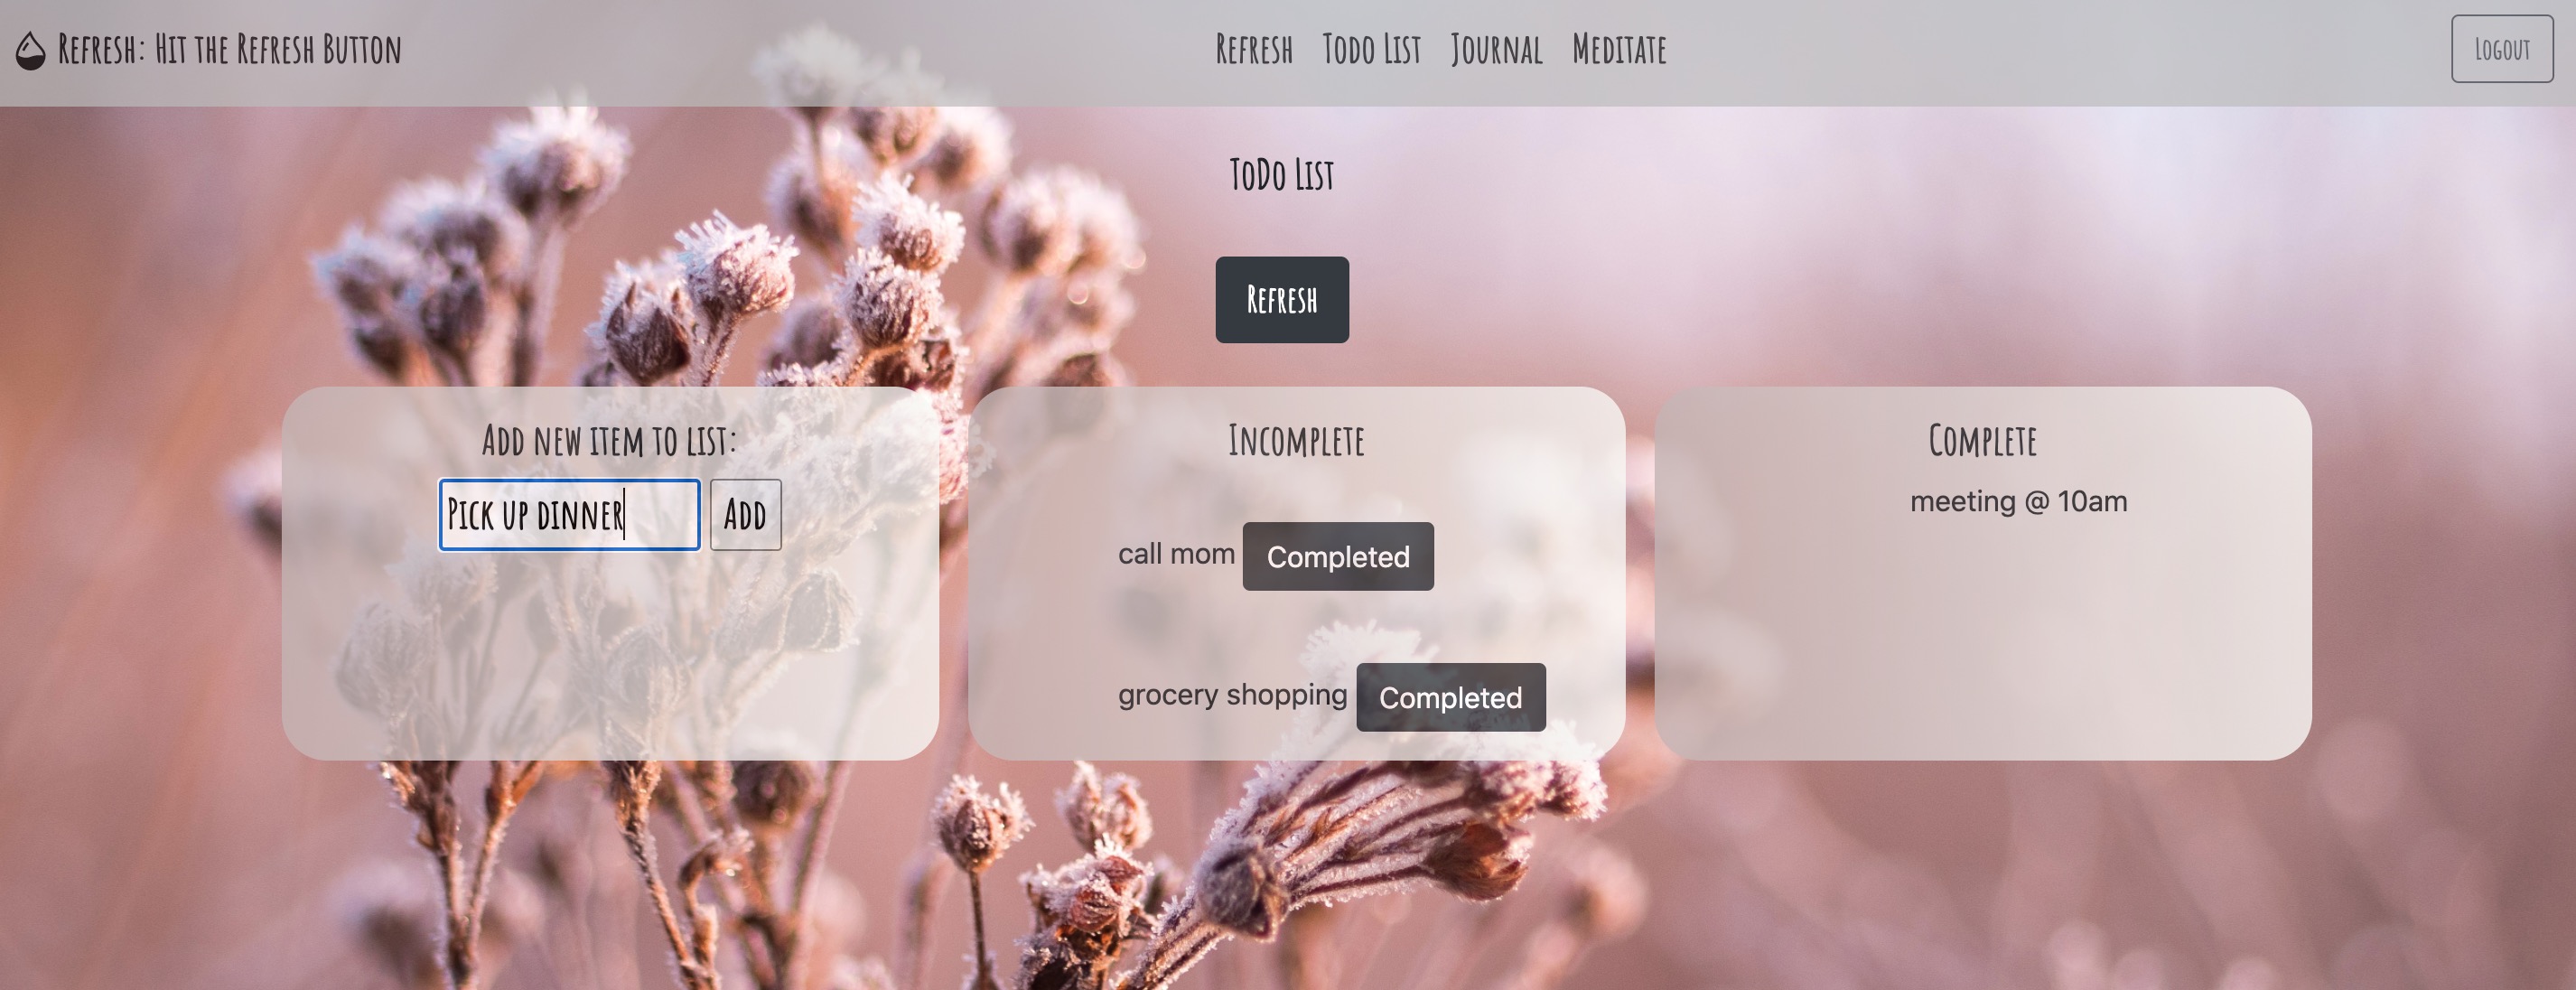 Refresh: Hit the Refresh Button
Refresh Todo List Journal Meditate
Logout
ToDo List
Refresh
Add new item to list:
Pick up dinner
Add
Incomplete
call mom Completed
grocery shopping Completed
Complete
meeting @ 10am